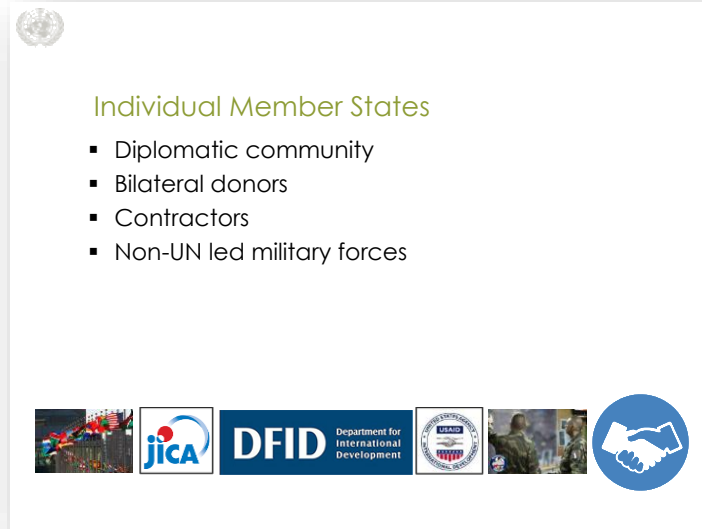 Individual Member States
Diplomatic community
Bilateral donors
Contractors
Non-UN led military forces
jICA
DFID
Department for
International
Development
USAID